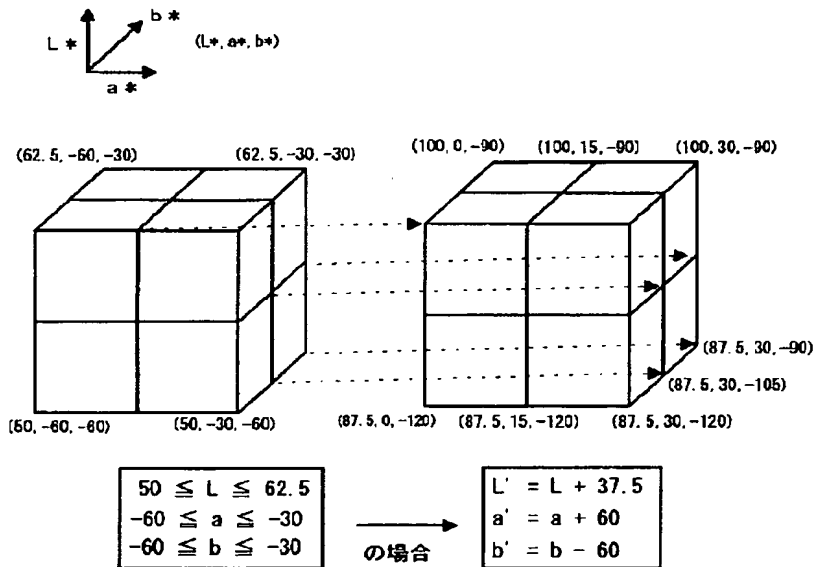 b*
L*
(L*, a*, b*)
a*
(62.5, -60, -30)
(62.5, -30, -30)
(100, 0, -90)
(100, 15, -90)
(100, 30, -90)
(87.5, 30, -90)
(87.5, 30, -105)
(50, -60, -60)
(50, -30, -60)
(87.5, 0, -120)
(87.5, 15, -120)
(87.5, 30, -120)
50 ≦ L ≦ 62.5
-60 ≦ a ≦ -30
-60 ≦ b ≦ -30
の場合
L' = L + 37.5
a' = a + 60
b' = b - 60